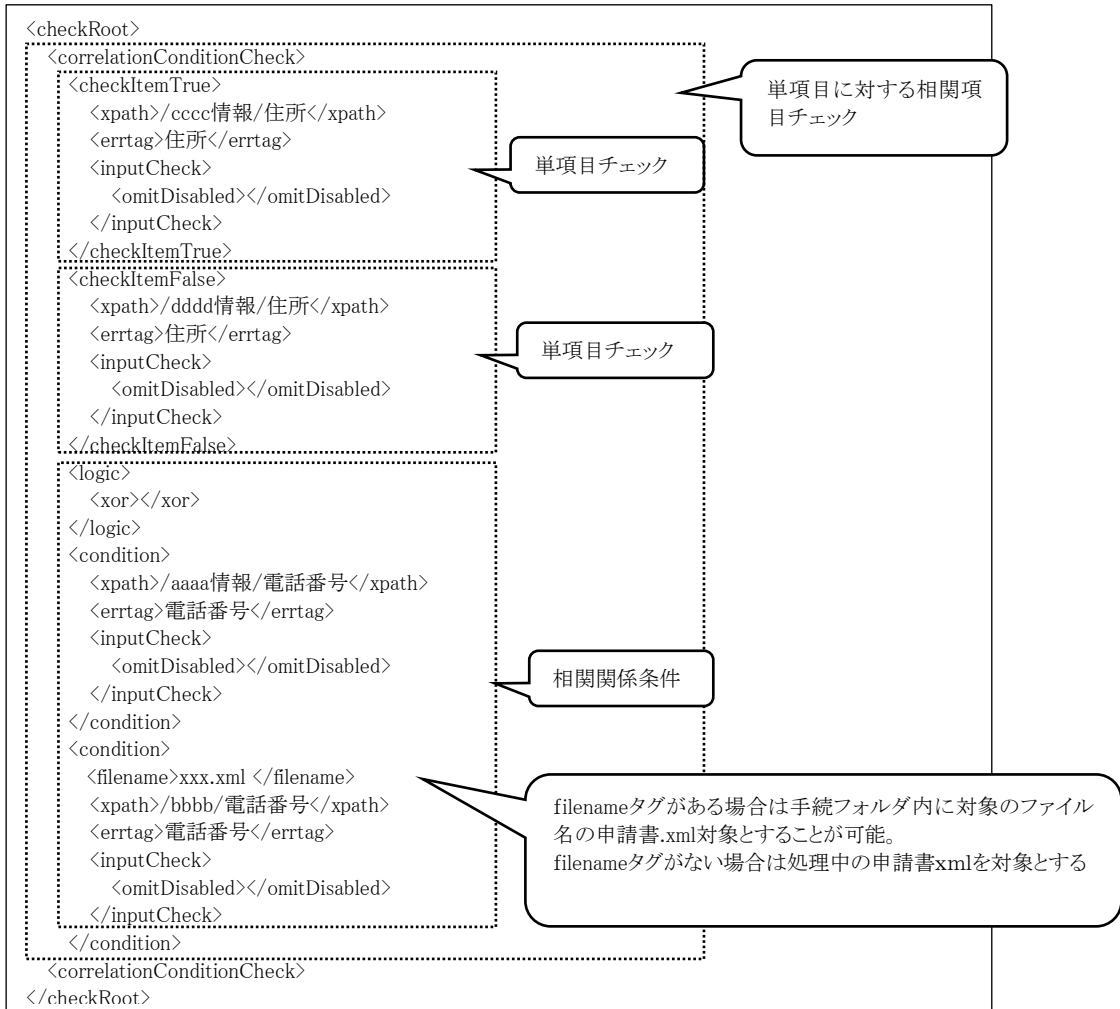 <checkRoot>
<correlationConditionCheck>
<checkItemTrue>
<xpath>/cccc情報/住所</xpath>
<errtag>住所</errtag>
<inputCheck>
<omitDisabled></omitDisabled>
</inputCheck>
</checkItemTrue>
<checkItemFalse>
<xpath>/dddd情報/住所</xpath>
<errtag>住所</errtag>
<inputCheck>
<omitDisabled></omitDisabled>
</inputCheck>
</checkItemFalse>
<logic>
<xor></xor>
</logic>
<condition>
<xpath>/aaaa情報/電話番号</xpath>
<errtag>電話番号</errtag>
<inputCheck>
<omitDisabled></omitDisabled>
</inputCheck>
</condition>
<condition>
<filename>xxx.xml </filename>
<xpath>/bbbb/電話番号</xpath>
<errtag>電話番号</errtag>
<inputCheck>
<omitDisabled></omitDisabled>
</inputCheck>
</condition>
<correlationConditionCheck>
</checkRoot>
単項目に対する相関項
目チェック
単項目チェック
単項目チェック
相関関係条件
filenameタグがある場合は手続フォルダ内に対象のファイル
名の申請書.xml対象とすることが可能。
filenameタグがない場合は処理中の申請書xmlを対象とする